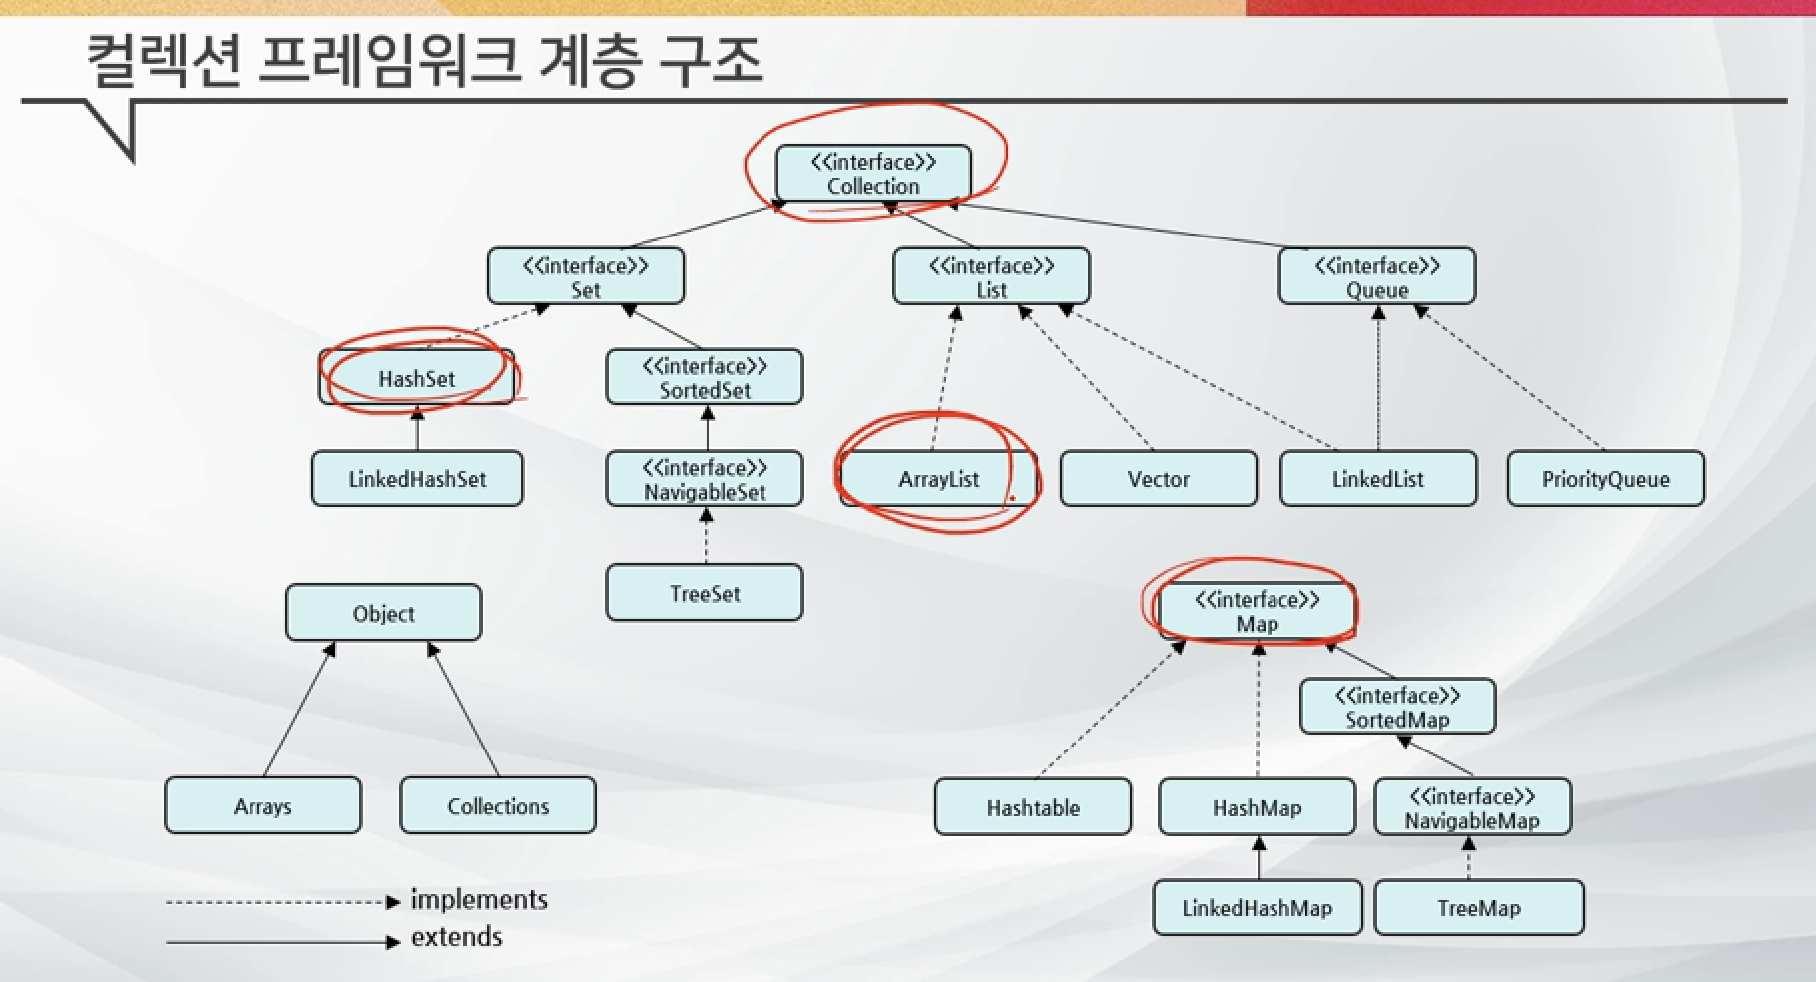 컬렉션 프레임워크 계층 구조
<<interface>>
Collection
<<interface>>
Set
<<interface>>
List
<<interface>>
Queue
HashSet
<<interface>>
SortedSet
LinkedHashSet
<<interface>>
NavigableSet
ArrayList
Vector
LinkedList
PriorityQueue
TreeSet
Object
<<interface>>
Map
<<interface>>
SortedMap
Arrays
Collections
Hashtable
HashMap
<<interface>>
NavigableMap
LinkedHashMap
TreeMap
implements
extends